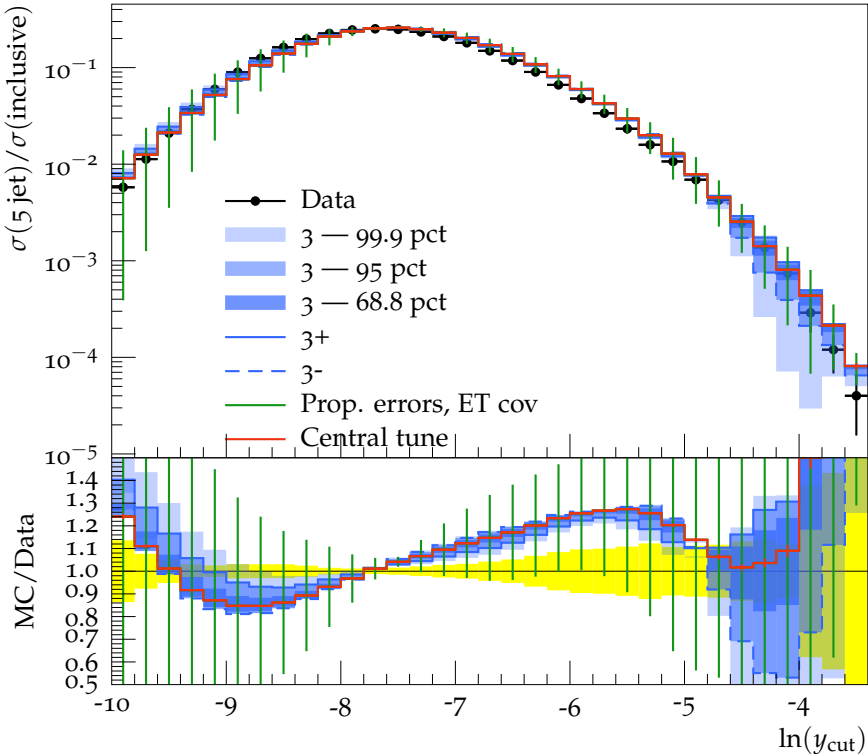 σ(5 jet)/σ(inclusive)
10⁻¹
10⁻²
10⁻³
10⁻⁴
10⁻⁵
Data
3 — 99.9 pct
3 — 95 pct
3 — 68.8 pct
3+
3-
Prop. errors, ET cov
Central tune
MC/Data
1.4
1.3
1.2
1.1
1.0
0.9
0.8
0.7
0.6
0.5
-10 -9 -8 -7 -6 -5 -4
ln(y_cut)